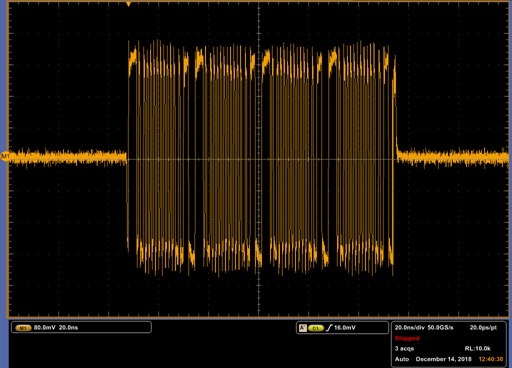 M1
M1 80.0mV 20.0ns
A' C1 16.0mV
20.0ns/div 50.0GS/s 20.0ps/pt
Stopped
3 acqs RL:10.0k
Auto December 14, 2018 12:40:30